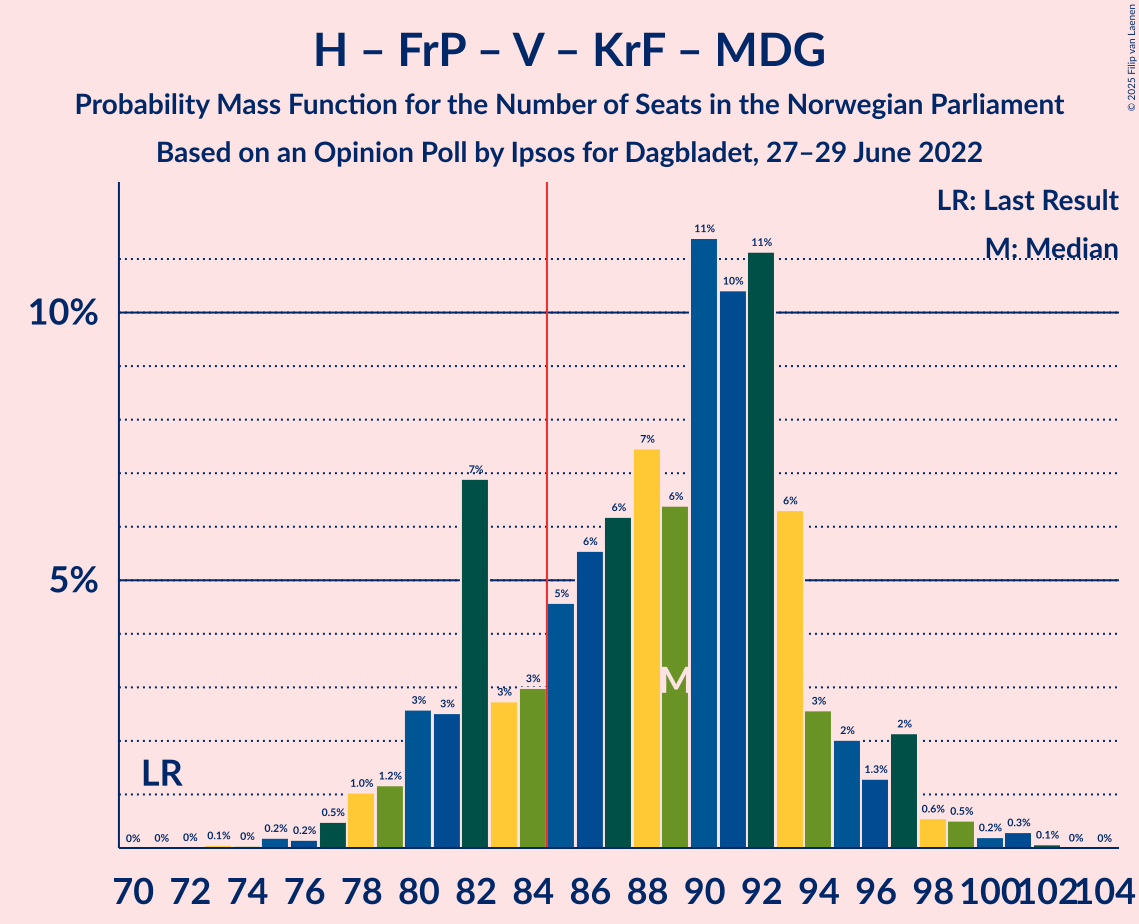 H – FrP – V – KrF – MDG
Probability Mass Function for the Number of Seats in the Norwegian Parliament
Based on an Opinion Poll by Ipsos for Dagbladet, 27–29 June 2022
© 2025 Filip van Laenen
LR: Last Result
M: Median
10%
5%
LR
M
0% 0% 0% 0.1% 0% 0.2% 0.2% 0.5% 1.0% 1.2% 3% 3% 7% 3% 3% 5% 6% 6% 7% 6% 11% 10% 11% 6% 3% 2% 1.3% 2% 0.6% 0.5% 0.2% 0.3% 0.1% 0% 0%
70 72 74 76 78 80 82 84 86 88 90 92 94 96 98 100 102 104